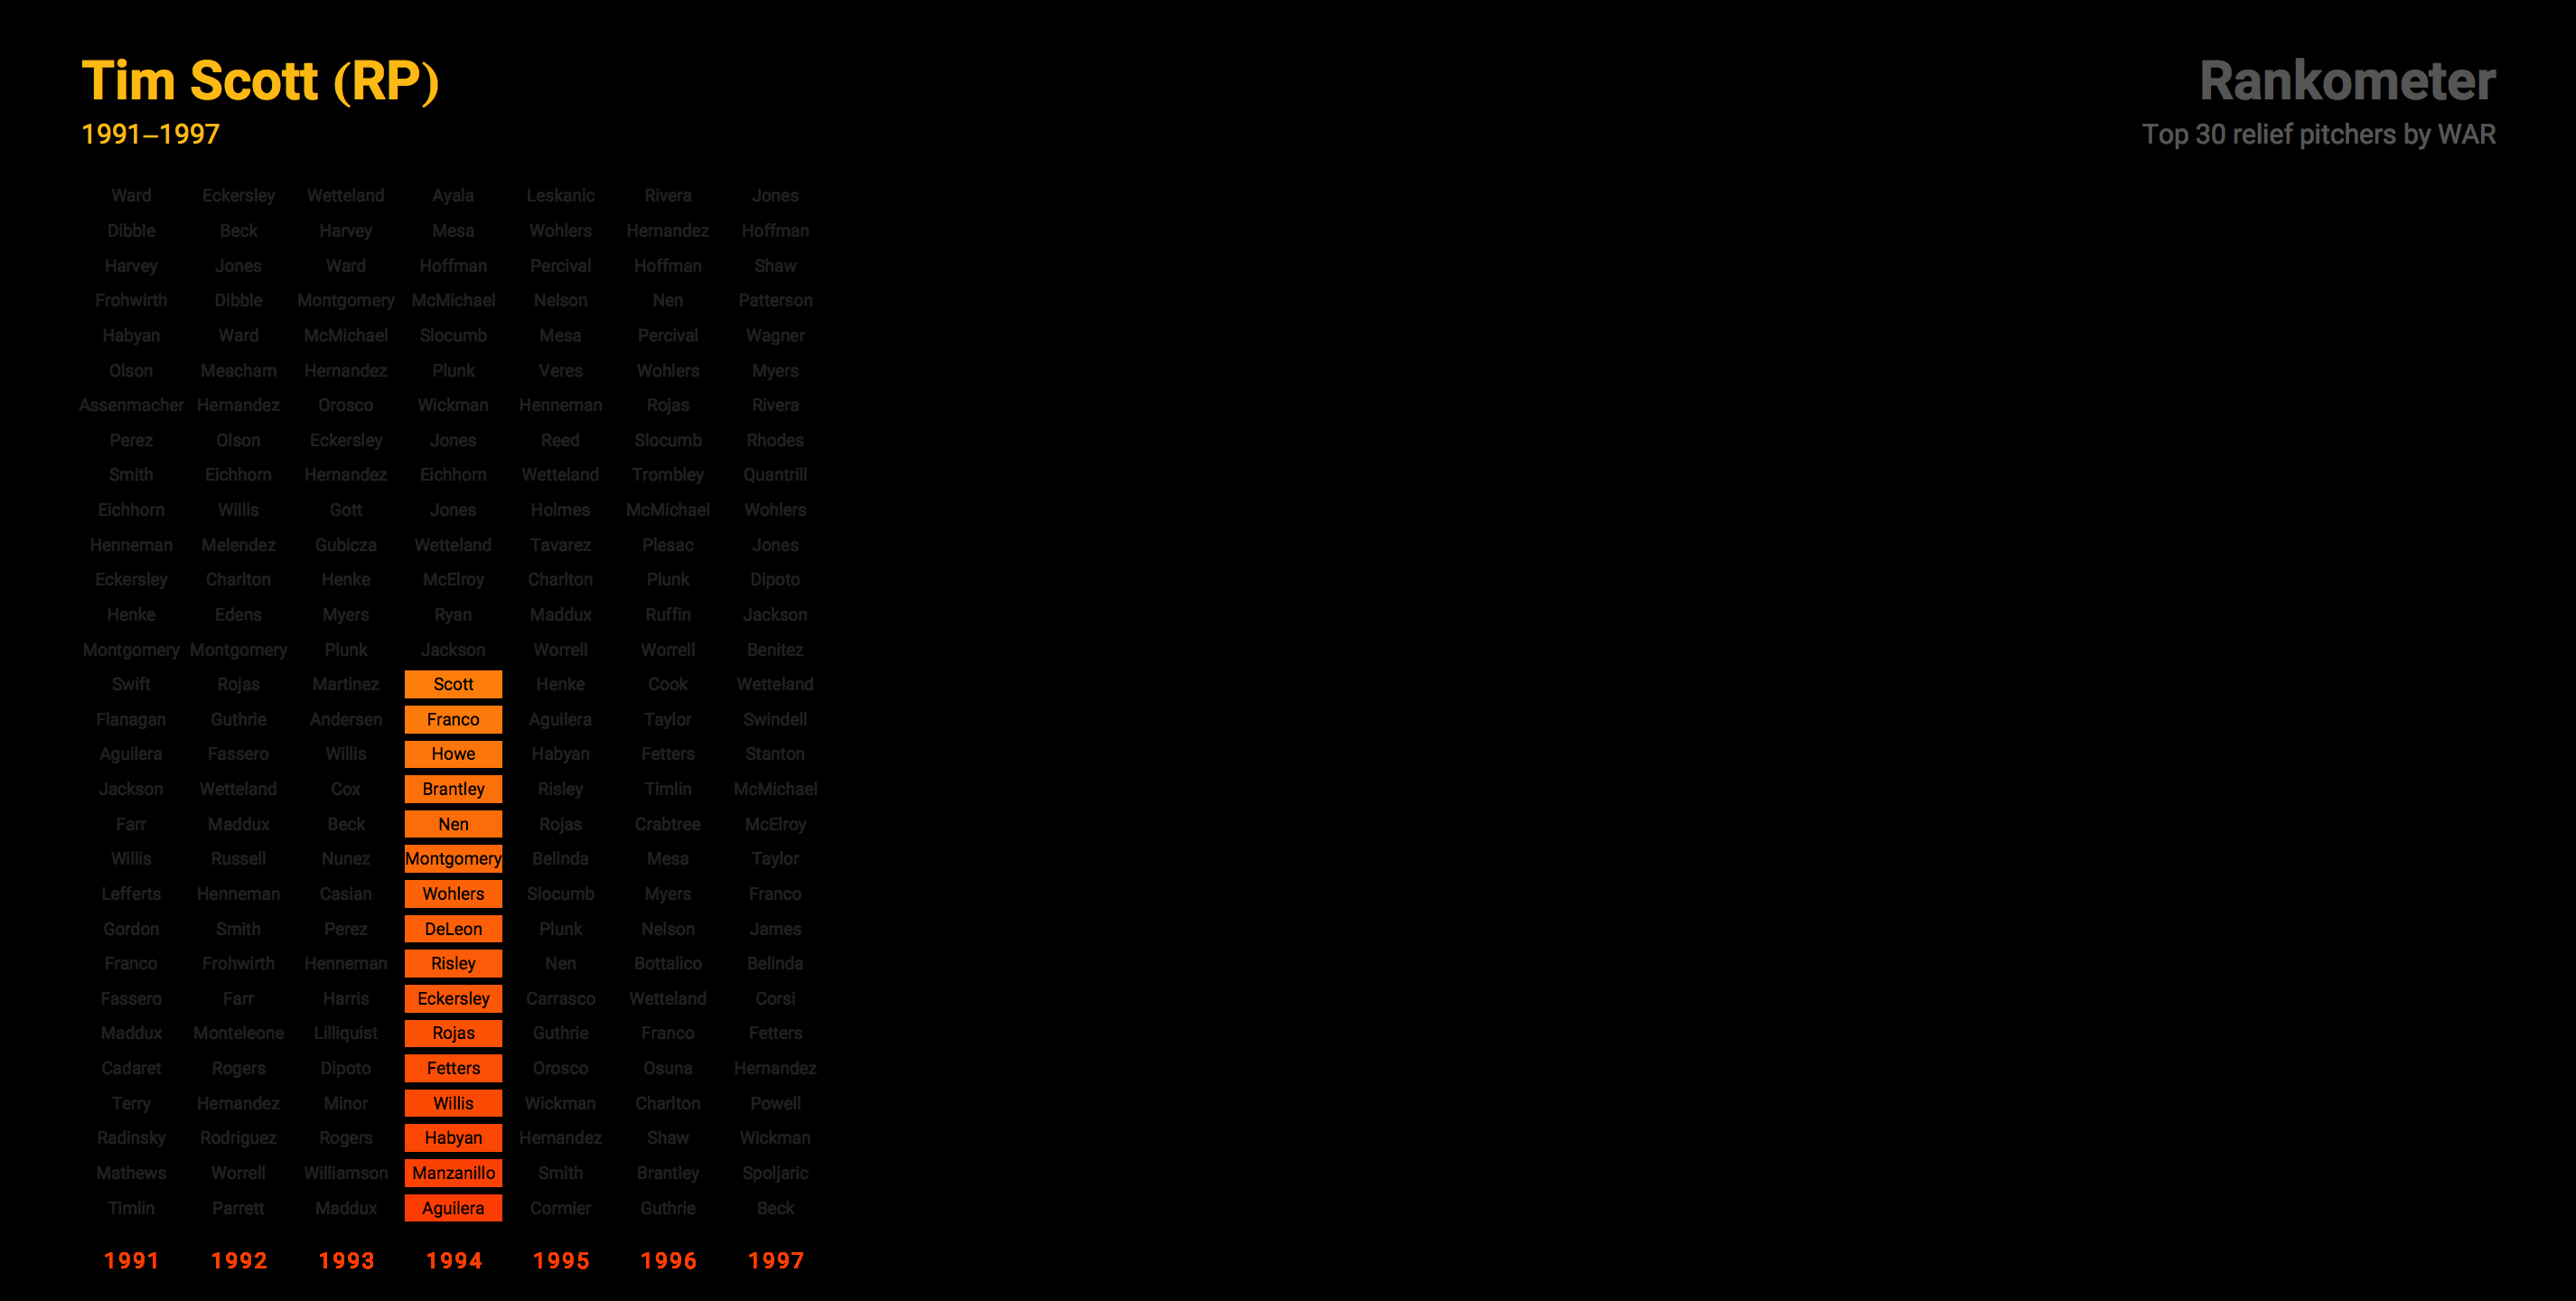 Tim Scott (RP)
1991–1997
Rankometer
Top 30 relief pitchers by WAR
Ward Eckersley Wetteland Ayala Leskanic Rivera Jones
Dibble Beck Harvey Mesa Wohlers Hernandez Hoffman
Harvey Jones Ward Hoffman Percival Hoffman Shaw
Frohwirth Dibble Montgomery McMichael Nelson Nen Patterson
Habyan Ward McMichael Slocumb Mesa Percival Wagner
Olson Meacham Hernandez Plunk Veres Wohlers Myers
Assenmacher Hernandez Orosco Wickman Henneman Rojas Rivera
Perez Olson Eckersley Jones Reed Slocumb Rhodes
Smith Eichhorn Hernandez Eichhorn Wetteland Trombley Quantrill
Eichhorn Willis Gott Jones Holmes McMichael Wohlers
Henneman Melendez Gubicza Wetteland Tavarez Plesac Jones
Eckersley Charlton Henke McElroy Charlton Plunk Dipoto
Henke Edens Myers Ryan Maddux Ruffin Jackson
Montgomery Montgomery Plunk Jackson Worrell Worrell Benitez
Swift Rojas Martinez Scott Henke Cook Wetteland
Flanagan Guthrie Andersen Franco Aguilera Taylor Swindell
Aguilera Fassero Willis Howe Habyan Fetters Stanton
Jackson Wetteland Cox Brantley Risley Timlin McMichael
Farr Maddux Beck Nen Rojas Crabtree McElroy
Willis Russell Nunez Montgomery Belinda Mesa Taylor
Lefferts Henneman Casian Wohlers Slocumb Myers Franco
Gordon Smith Perez DeLeon Plunk Nelson James
Franco Frohwirth Henneman Risley Nen Bottalico Belinda
Fassero Farr Harris Eckersley Carrasco Wetteland Corsi
Maddux Monteleone Lilliquist Rojas Guthrie Franco Fetters
Cadaret Rogers Dipoto Fetters Orosco Osuna Hernandez
Terry Hernandez Minor Willis Wickman Charlton Powell
Radinsky Rodriguez Rogers Habyan Hernandez Shaw Wickman
Mathews Worrell Williamson Manzanillo Smith Brantley Spoljaric
Timlin Parrett Maddux Aguilera Cormier Guthrie Beck
1991 1992 1993 1994 1995 1996 1997